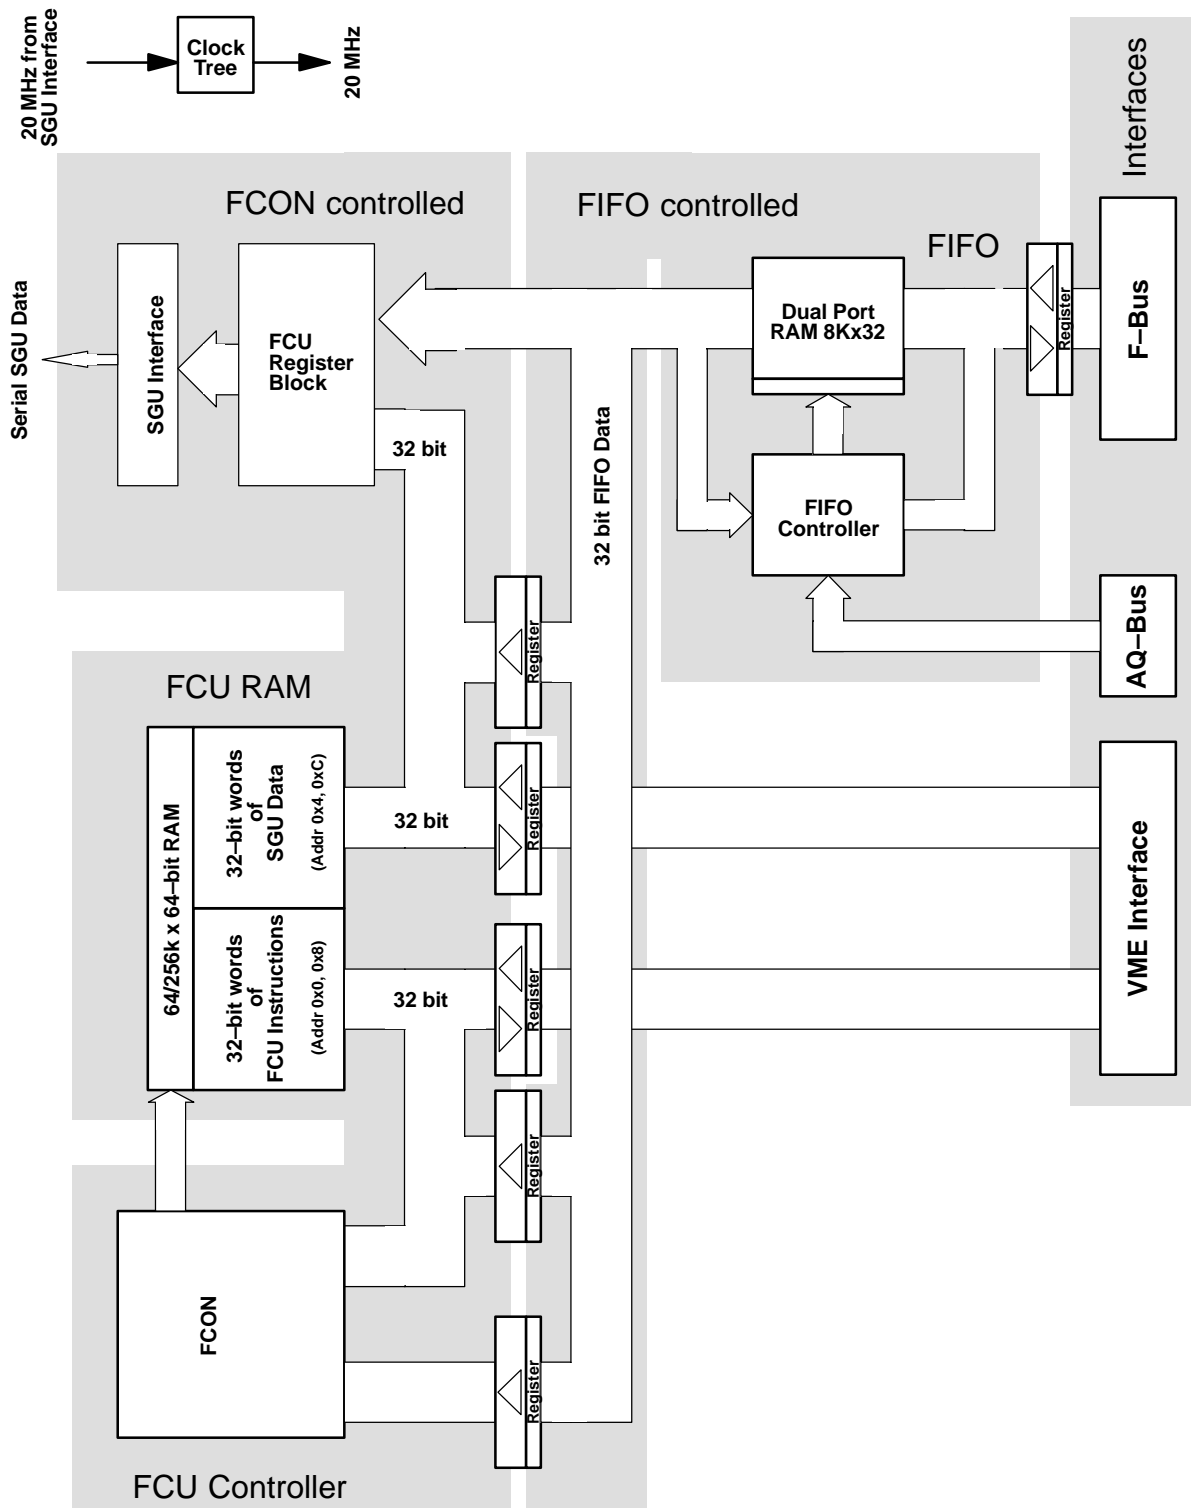 20 MHz from
SGU Interface
Clock
Tree
20 MHz
Interfaces
FCON controlled
FIFO controlled
FIFO
Serial SGU Data
SGU Interface
FCU
Register
Block
Dual Port
RAM 8Kx32
Register
F–Bus
32 bit
32 bit FIFO Data
FIFO
Controller
AQ–Bus
Register
FCU RAM
64/256k x 64–bit RAM
32–bit words
of
SGU Data
(Addr 0x4, 0xC)
32 bit
Register
VME Interface
32–bit words
of
FCU Instructions
(Addr 0x0, 0x8)
32 bit
Register
Register
FCON
Register
FCU Controller